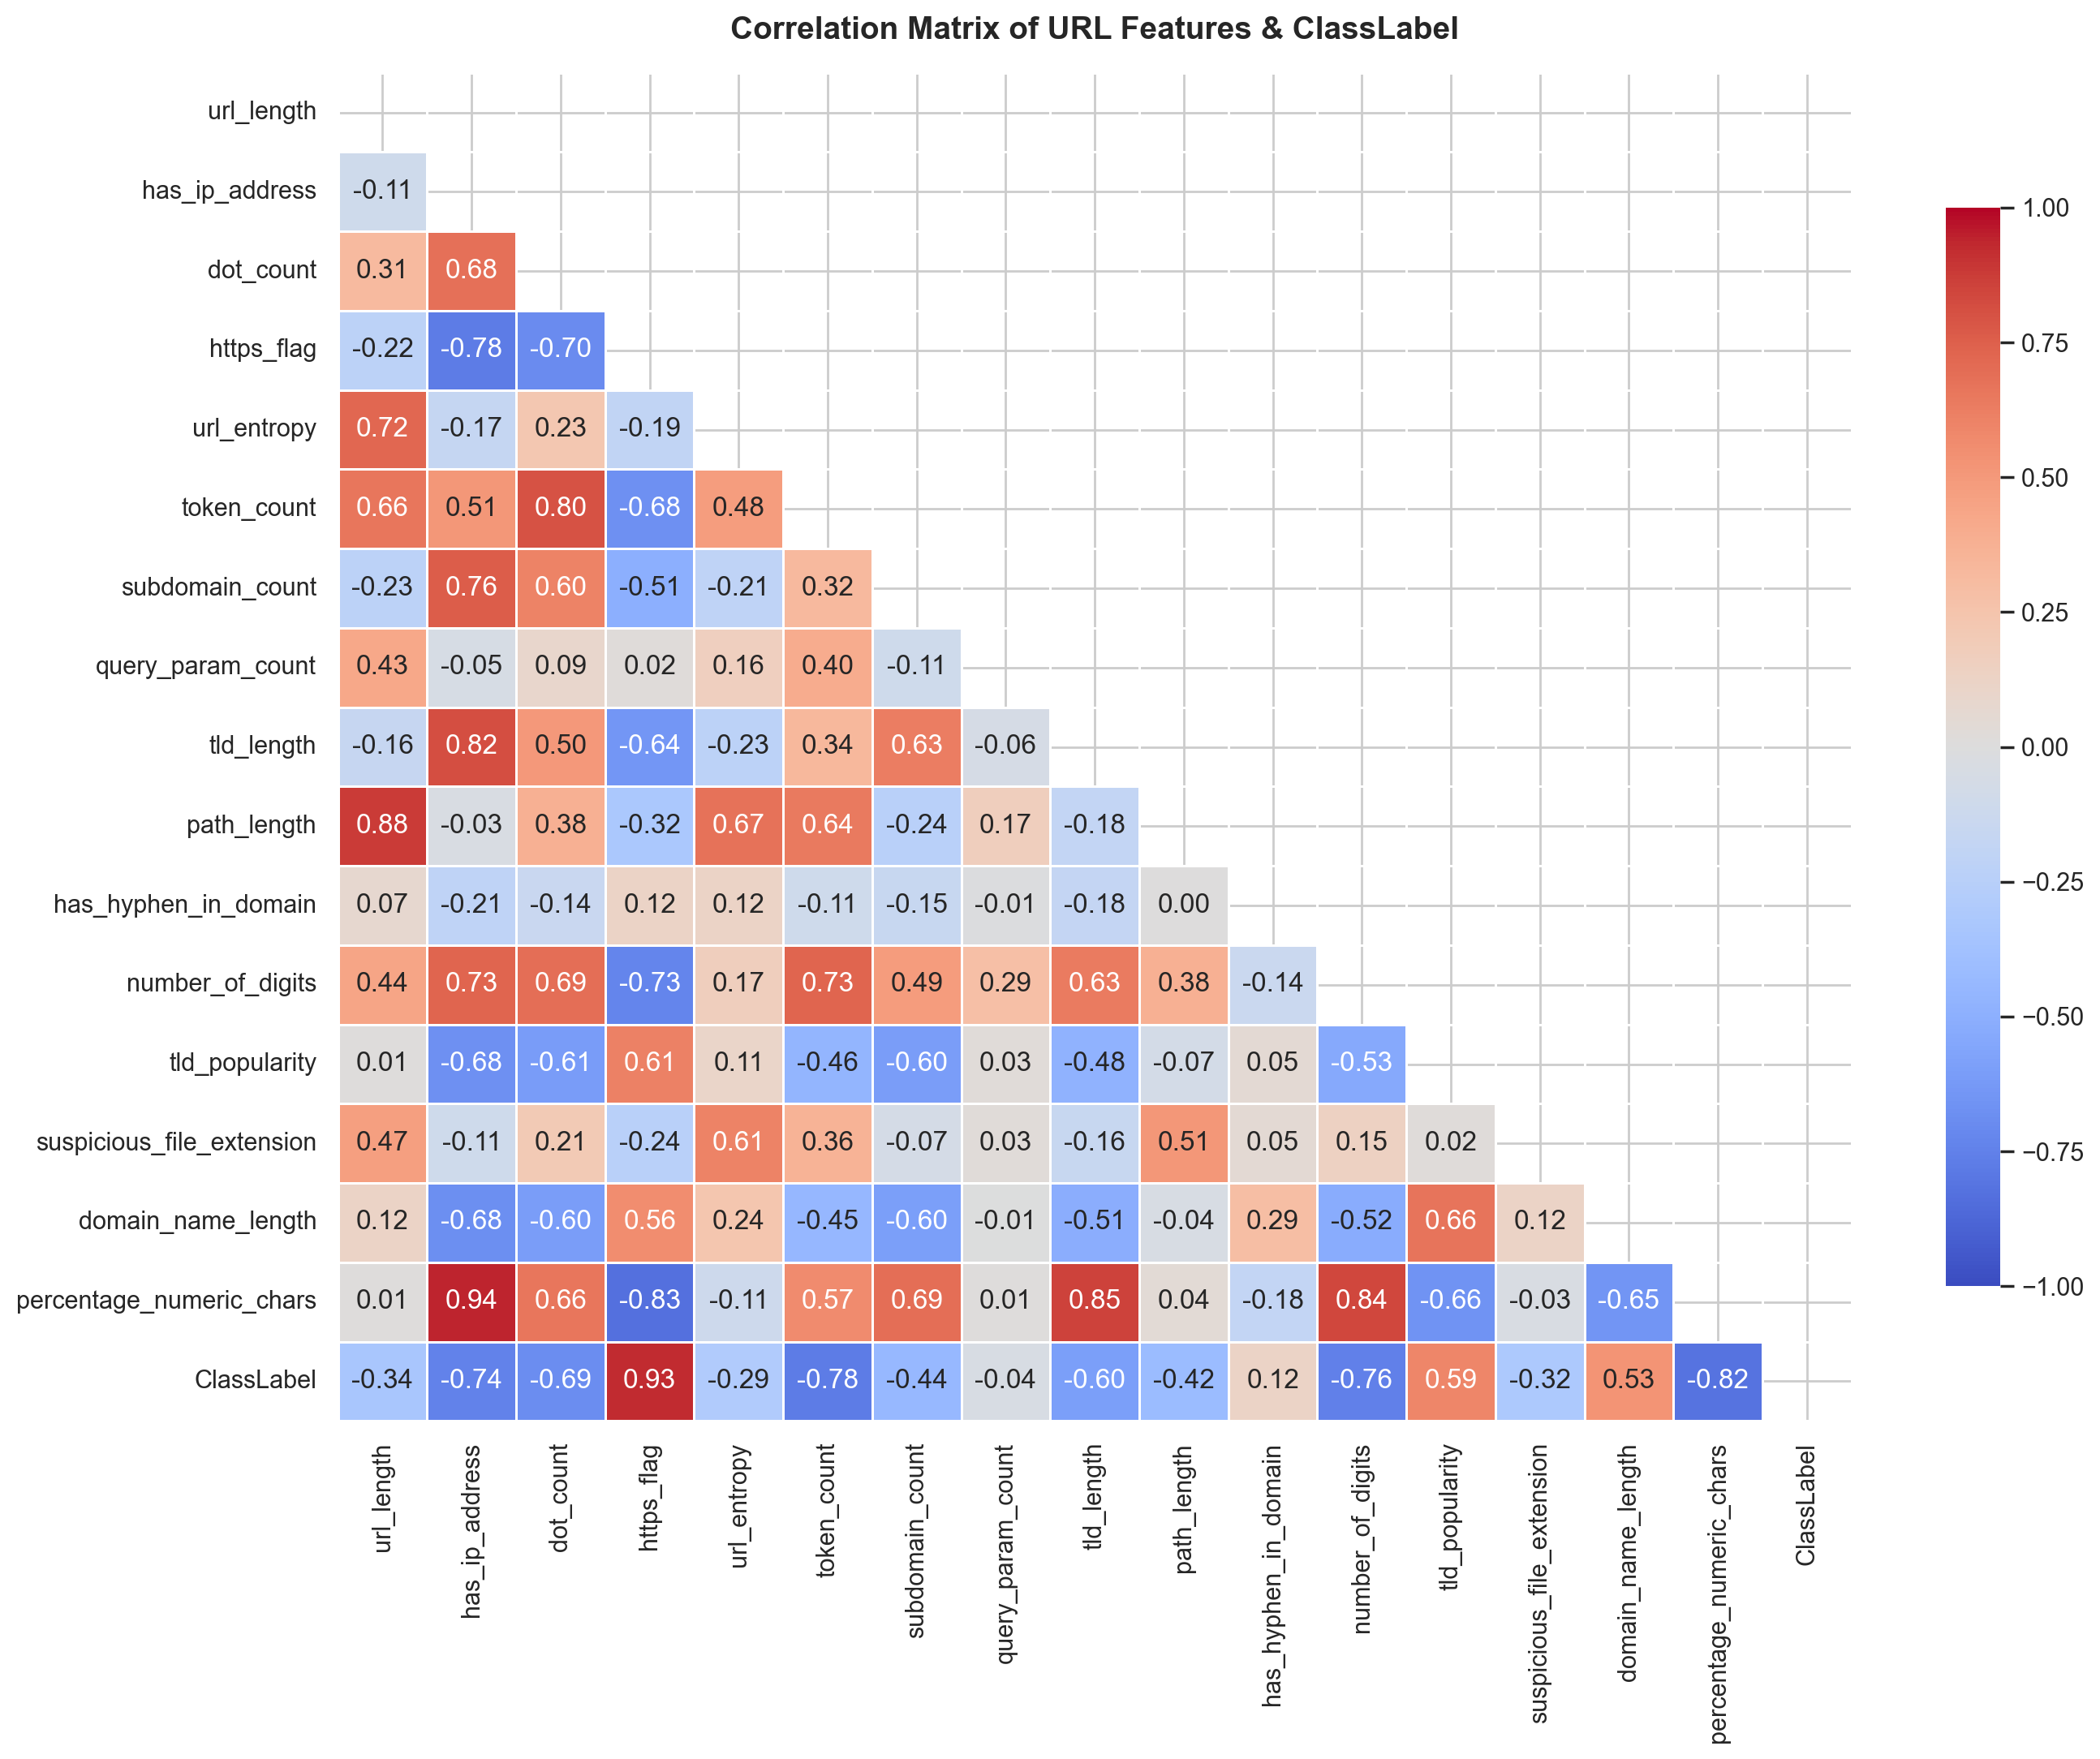 Correlation Matrix of URL Features & ClassLabel
url_length
has_ip_address -0.11
dot_count 0.31 0.68
https_flag -0.22 -0.78 -0.70
url_entropy 0.72 -0.17 0.23 -0.19
token_count 0.66 0.51 0.80 -0.68 0.48
subdomain_count -0.23 0.76 0.60 -0.51 -0.21 0.32
query_param_count 0.43 -0.05 0.09 0.02 0.16 0.40 -0.11
tld_length -0.16 0.82 0.50 -0.64 -0.23 0.34 0.63 -0.06
path_length 0.88 -0.03 0.38 -0.32 0.67 0.64 -0.24 0.17 -0.18
has_hyphen_in_domain 0.07 -0.21 -0.14 0.12 0.12 -0.11 -0.15 -0.01 -0.18 0.00
number_of_digits 0.44 0.73 0.69 -0.73 0.17 0.73 0.49 0.29 0.63 0.38 -0.14
tld_popularity 0.01 -0.68 -0.61 0.61 0.11 -0.46 -0.60 0.03 -0.48 -0.07 0.05 -0.53
suspicious_file_extension 0.47 -0.11 0.21 -0.24 0.61 0.36 -0.07 0.03 -0.16 0.51 0.05 0.15 0.02
domain_name_length 0.12 -0.68 -0.60 0.56 0.24 -0.45 -0.60 -0.01 -0.51 -0.04 0.29 -0.52 0.66 0.12
percentage_numeric_chars 0.01 0.94 0.66 -0.83 -0.11 0.57 0.69 0.01 0.85 0.04 -0.18 0.84 -0.66 -0.03 -0.65
ClassLabel -0.34 -0.74 -0.69 0.93 -0.29 -0.78 -0.44 -0.04 -0.60 -0.42 0.12 -0.76 0.59 -0.32 0.53 -0.82
url_length
has_ip_address
dot_count
https_flag
url_entropy
token_count
subdomain_count
query_param_count
tld_length
path_length
has_hyphen_in_domain
number_of_digits
tld_popularity
suspicious_file_extension
domain_name_length
percentage_numeric_chars
ClassLabel
1.00
0.75
0.50
0.25
0.00
−0.25
−0.50
−0.75
−1.00